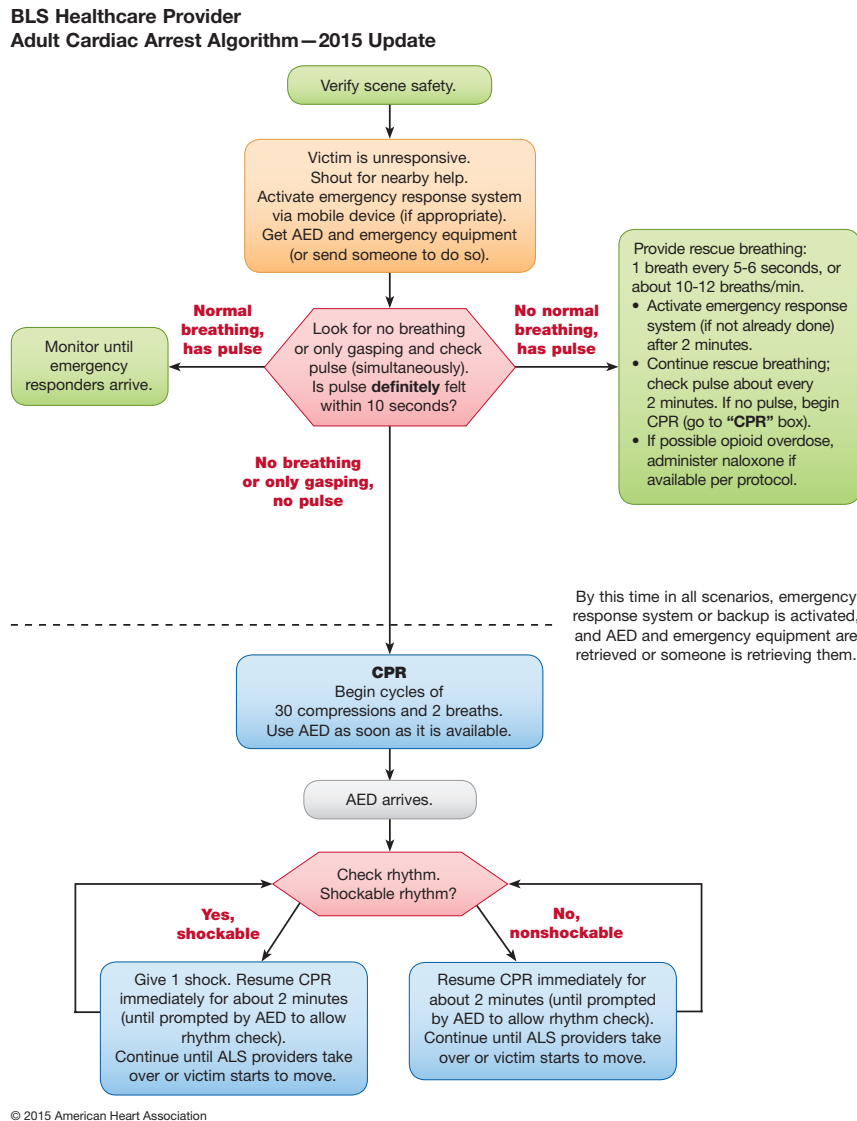 BLS Healthcare Provider
Adult Cardiac Arrest Algorithm—2015 Update
Verify scene safety.
Victim is unresponsive.
Shout for nearby help.
Activate emergency response system
via mobile device (if appropriate).
Get AED and emergency equipment
(or send someone to do so).
Normal
breathing,
has pulse
Look for no breathing
or only gasping and check
pulse (simultaneously).
Is pulse definitely felt
within 10 seconds?
No normal
breathing,
has pulse
Monitor until
emergency
responders arrive.
Provide rescue breathing:
1 breath every 5-6 seconds, or
about 10-12 breaths/min.
• Activate emergency response
system (if not already done)
after 2 minutes.
• Continue rescue breathing;
check pulse about every
2 minutes. If no pulse, begin
CPR (go to “CPR” box).
• If possible opioid overdose,
administer naloxone if
available per protocol.
No breathing
or only gasping,
no pulse
By this time in all scenarios, emergency
response system or backup is activated,
and AED and emergency equipment are
retrieved or someone is retrieving them.
CPR
Begin cycles of
30 compressions and 2 breaths.
Use AED as soon as it is available.
AED arrives.
Check rhythm.
Shockable rhythm?
Yes,
shockable
No,
nonshockable
Give 1 shock. Resume CPR
immediately for about 2 minutes
(until prompted by AED to allow
rhythm check).
Continue until ALS providers take
over or victim starts to move.
Resume CPR immediately for
about 2 minutes (until prompted
by AED to allow rhythm check).
Continue until ALS providers take
over or victim starts to move.
© 2015 American Heart Association